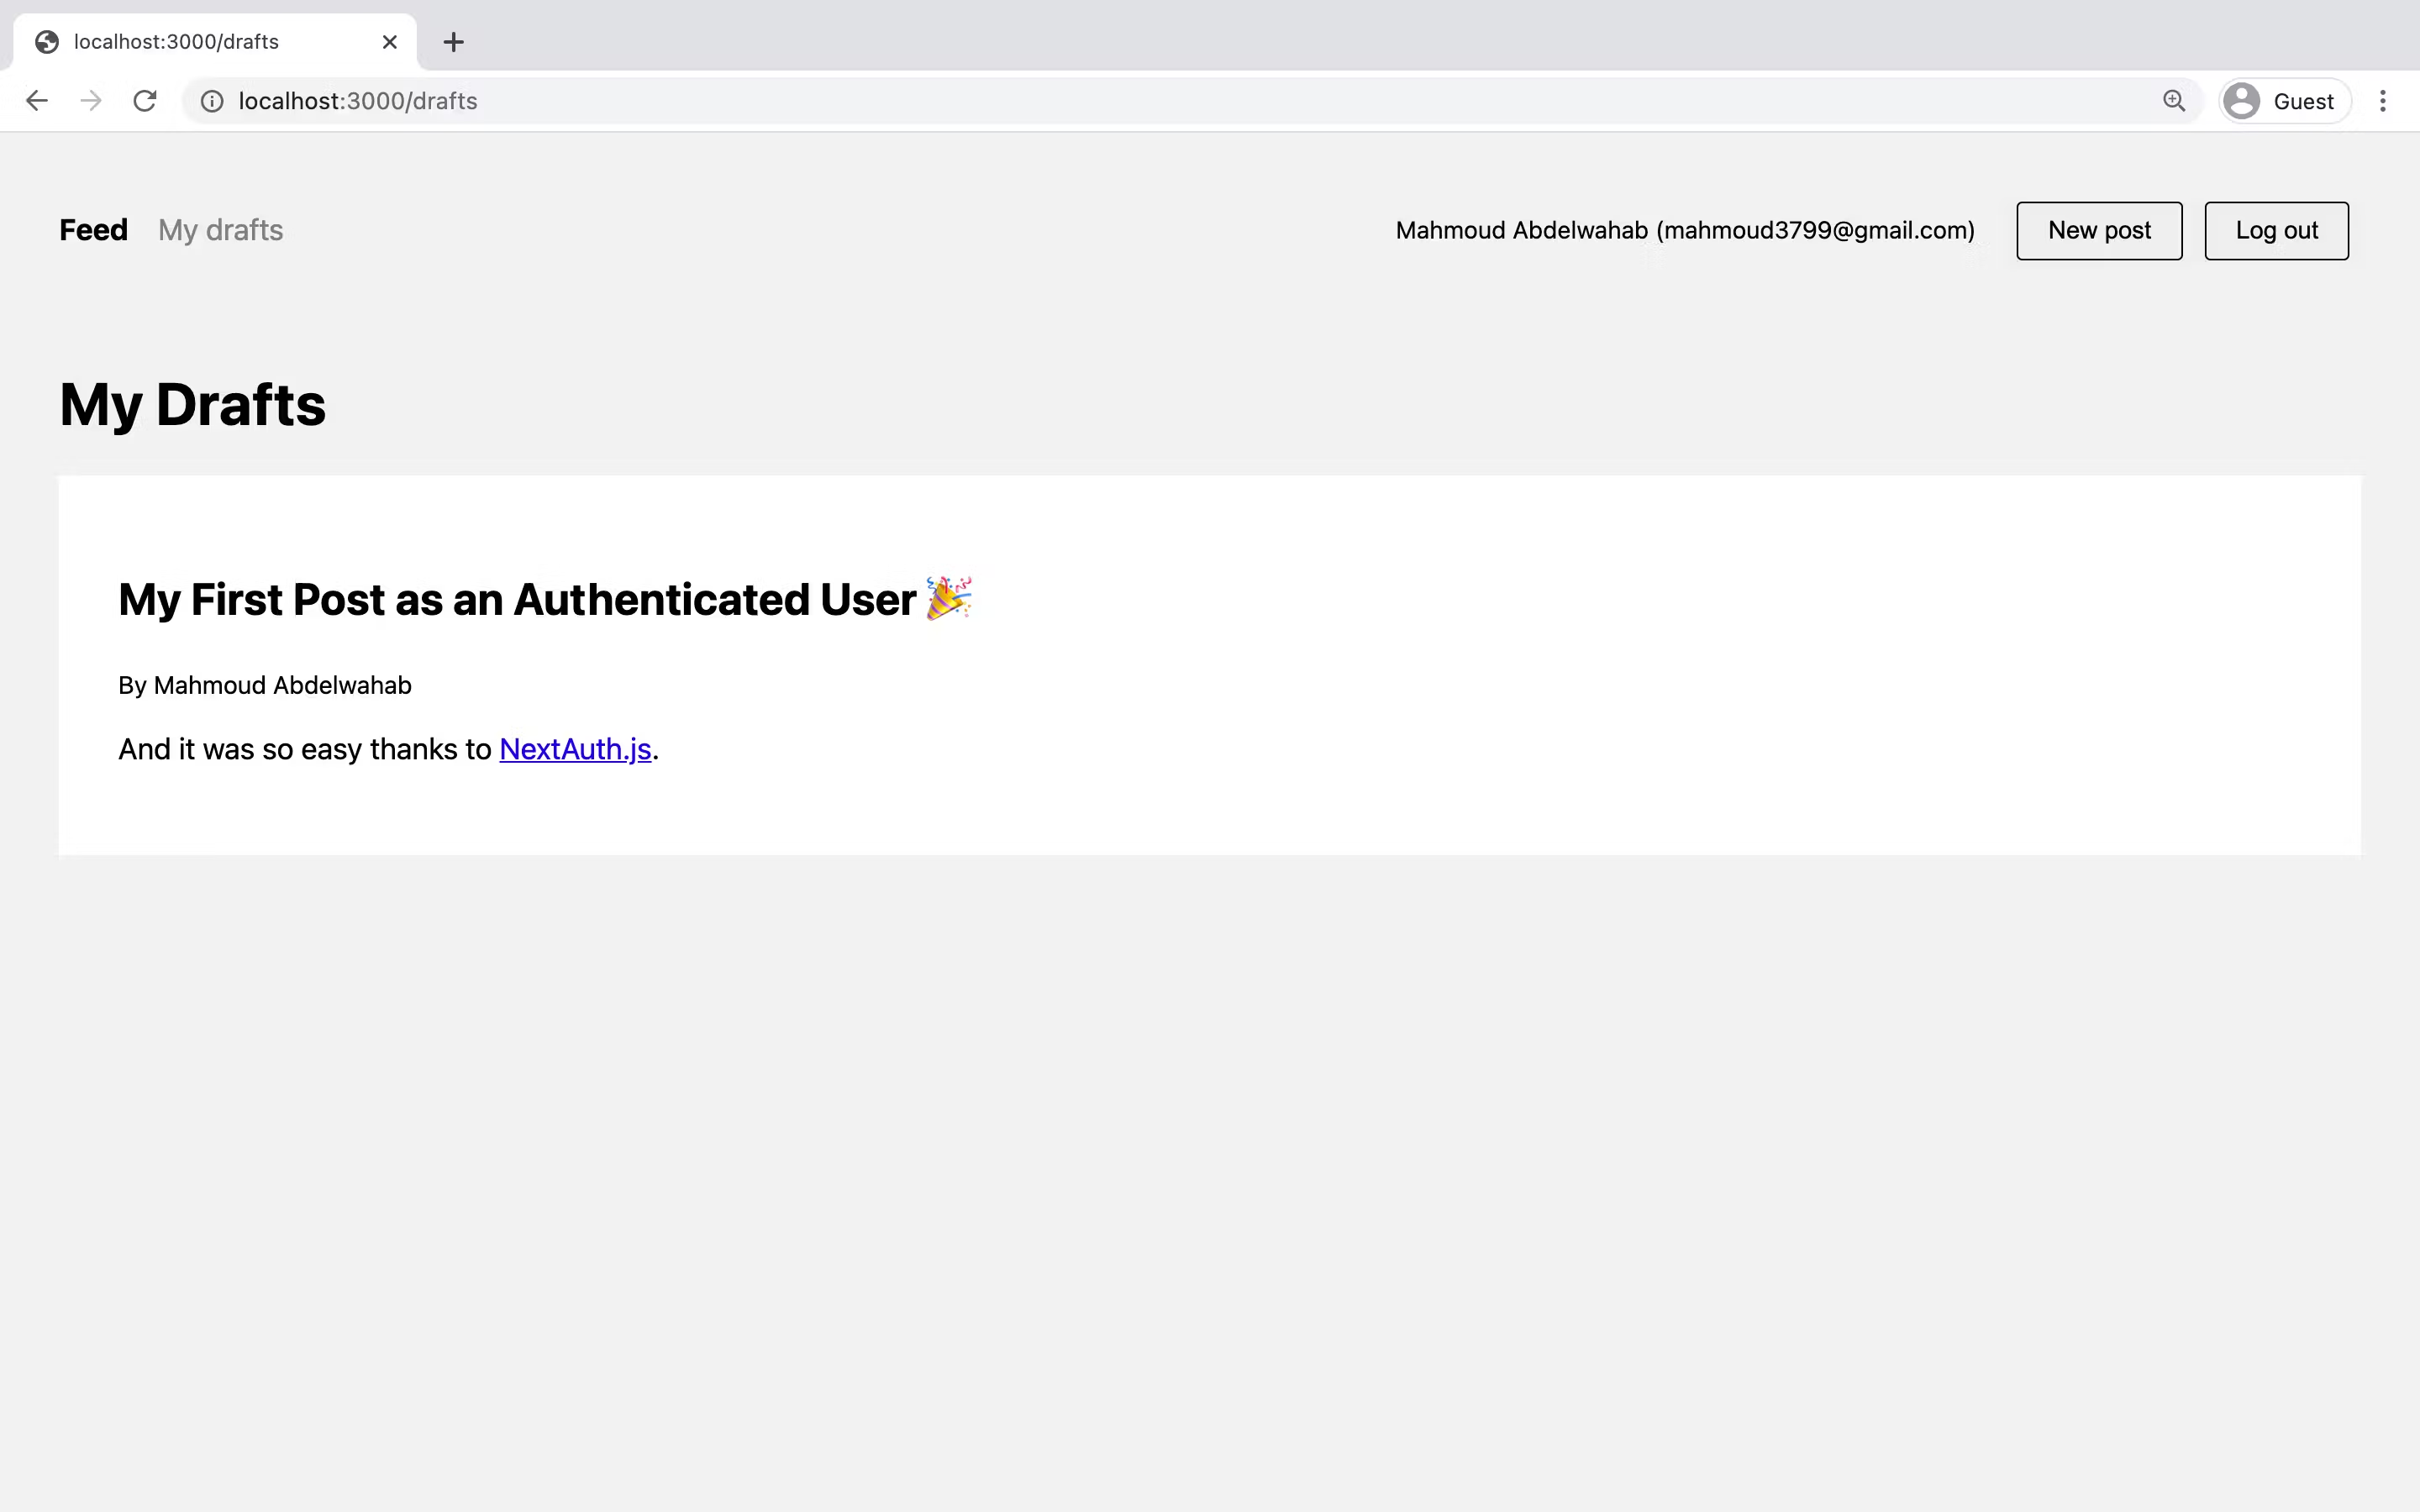 localhost:3000/drafts
localhost:3000/drafts
Guest
Feed My drafts
Mahmoud Abdelwahab (mahmoud3799@gmail.com) New post Log out
My Drafts
My First Post as an Authenticated User 🎉
By Mahmoud Abdelwahab
And it was so easy thanks to NextAuth.js.